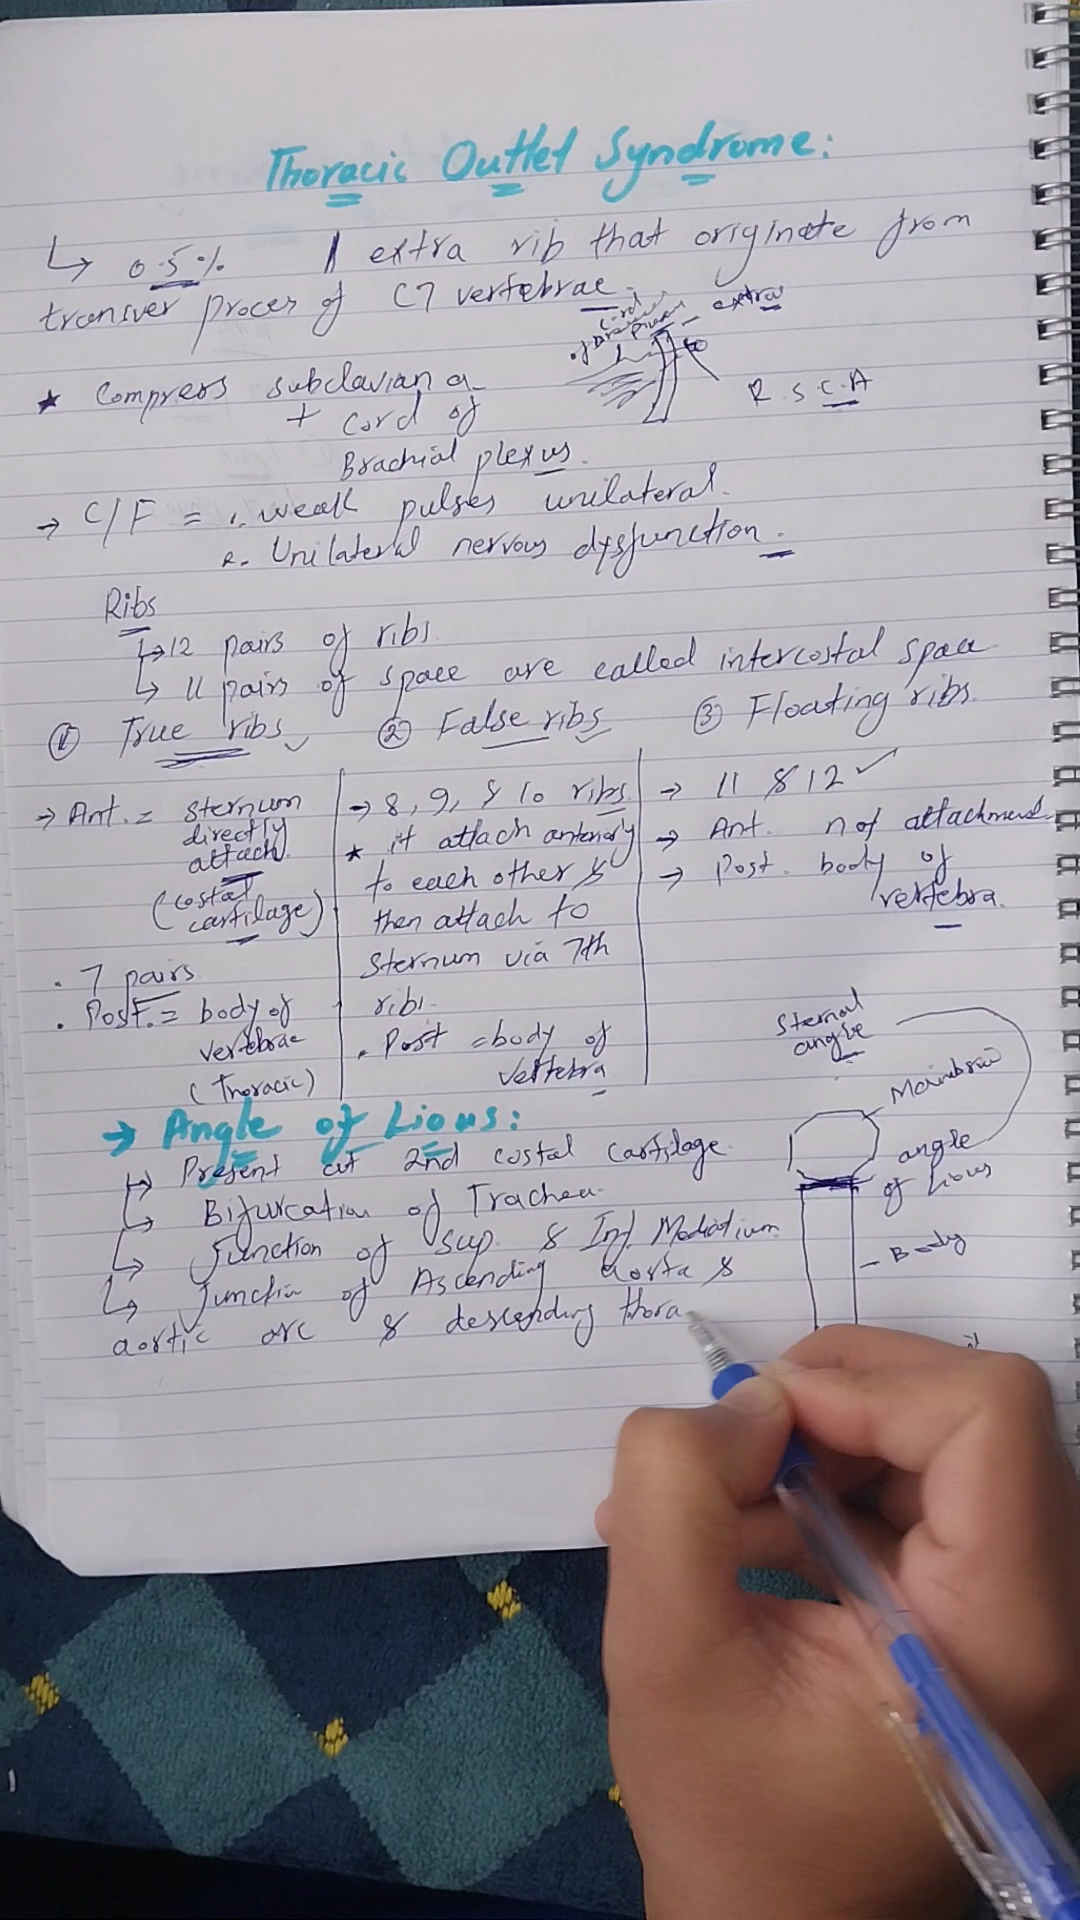 Thoracic Outlet Syndrome:
↳ 0.5% 1 extra rib that originate from
transver proces of C7 vertebrae.
Cord
of Brachial
Plexus
extra
R.S.C.A
* Compress subclavian a.
+ cord of
Brachial plexus.
→ C/F = 1. weak pulses unilateral.
2. Unilateral nervous dysfunction.
Ribs
↳ 12 pairs of ribs.
↳ 11 pairs of space are called intercostal space
① True ribs ② False ribs ③ Floating ribs.
→ Ant. = sternum
directly
attach.
(costal
cartilage)
. 7 pairs
. Post. = body of
vertebrae
(Thoracic)
→ 8, 9, & 10 ribs
* it attach anteriorly
to each other &
then attach to
sternum via 7th
rib.
. Post = body of
vertebra
→ 11 & 12 ✓
→ Ant. not attachment.
→ Post. body of
vertebra.
→ Angle of Lious:
↳ Present at 2nd costal cartilage.
↳ Bifurcation of Trachea.
↳ Junction of Sup. & Inf. Medistium
↳ Junction of Ascending aorta &
aortic arc & descending thora
Sternal
angle
angle
of Lious
Body